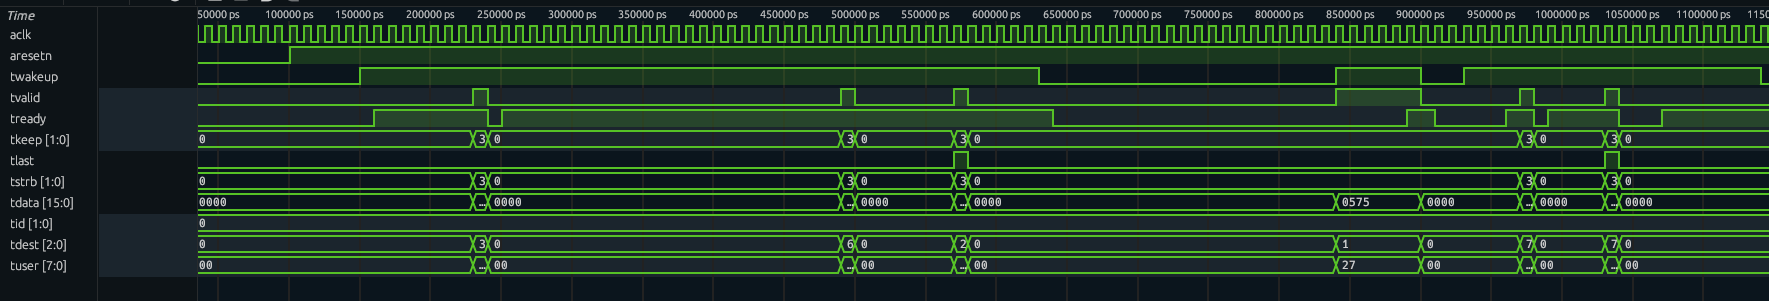 Time 50000 ps 100000 ps 150000 ps 200000 ps 250000 ps 300000 ps 350000 ps 400000 ps 450000 ps 500000 ps 550000 ps 600000 ps 650000 ps 700000 ps 750000 ps 800000 ps 850000 ps 900000 ps 950000 ps 1000000 ps 1050000 ps 1100000 ps 1150
aclk
aresetn
twakeup
tvalid
tready
tkeep [1:0] 0 3 0 3 0 3 0 3 0 3 0
tlast
tstrb [1:0] 0 3 0 3 0 3 0 3 0 3 0
tdata [15:0] 0000 … 0000 … 0000 … 0000 0575 0000 … 0000 … 0000
tid [1:0] 0
tdest [2:0] 0 3 0 6 0 2 0 1 0 7 0 7 0
tuser [7:0] 00 … 00 … 00 … 00 27 00 … 00 … 00